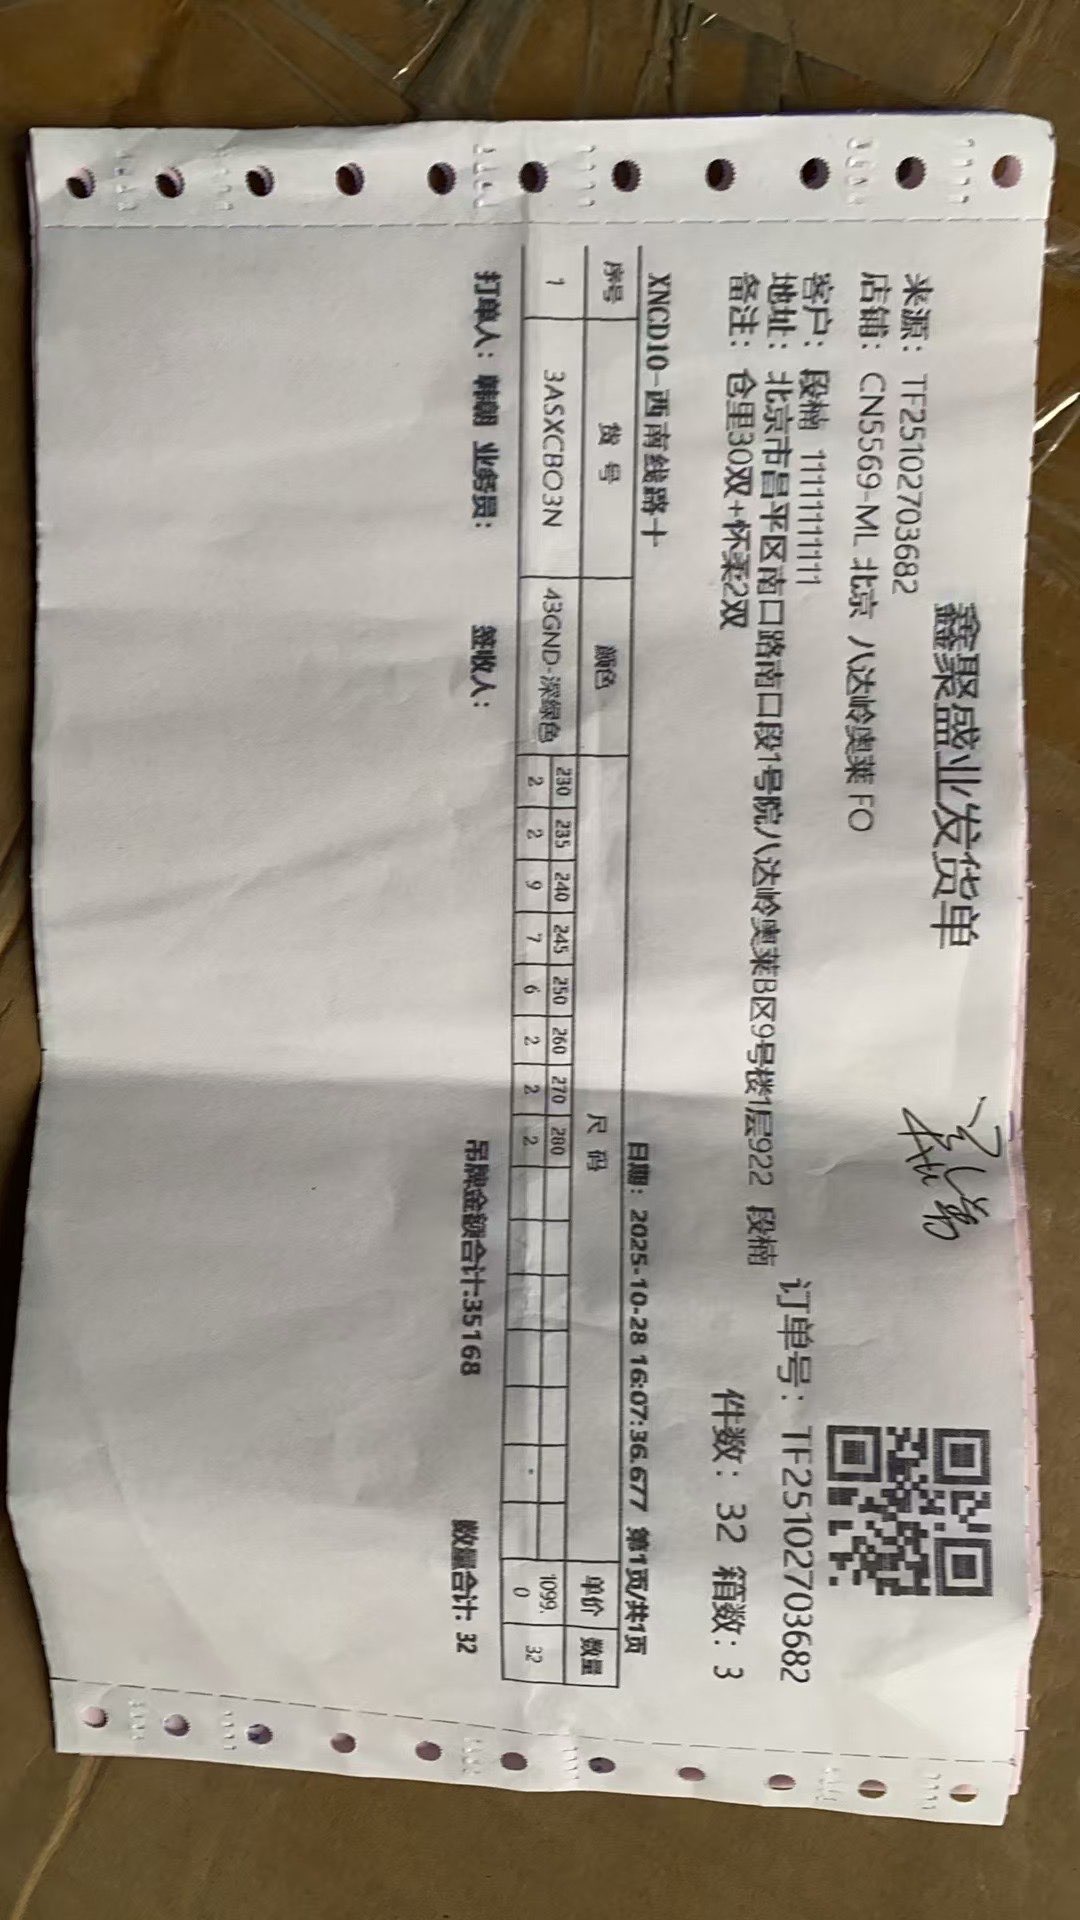 鑫聚盛业发货单
来源：TF2510270​3682
店铺：CN5569-ML 北京 八达岭奥莱 FO
订单号：TF25102703682
客户：段楠 1111111111
地址：北京市昌平区南口路南口段1号院八达岭奥莱B区9号楼1层922 段楠
备注：仓里30双+怀柔2双
件数：32 箱数：3
XNCD10-西南线路十
日期：2025-10-28 16:07:36.677 第1页/共1页
序号 货号 颜色 尺码 单价 数量
230 235 240 245 250 260 270 280
1 3ASXCBO3N 43GND-深绿色 2 2 9 7 6 2 2 2 1099.0 32
打单人：韩朝 业务员： 签收人： 吊牌金额合计:35168 数量合计: 32